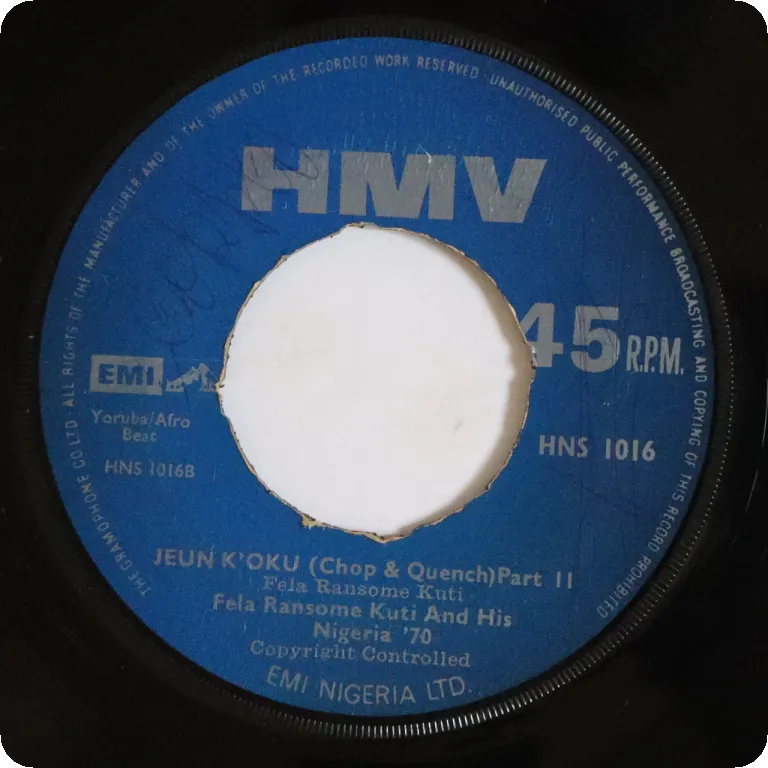 THE GRAMOPHONE CO LTD · ALL RIGHTS OF THE MANUFACTURER AND OF THE OWNER OF THE RECORDED WORK RESERVED · UNAUTHORISED PUBLIC PERFORMANCE BROADCASTING AND COPYING OF THIS RECORD PROHIBITED
HMV
45 R.P.M.
EMI
Yoruba/Afro
Beat
HNS 1016
HNS 1016B
JEUN K'OKU (Chop & Quench)Part II
Fela Ransome Kuti
Fela Ransome Kuti And His
Nigeria '70
Copyright Controlled
EMI NIGERIA LTD.